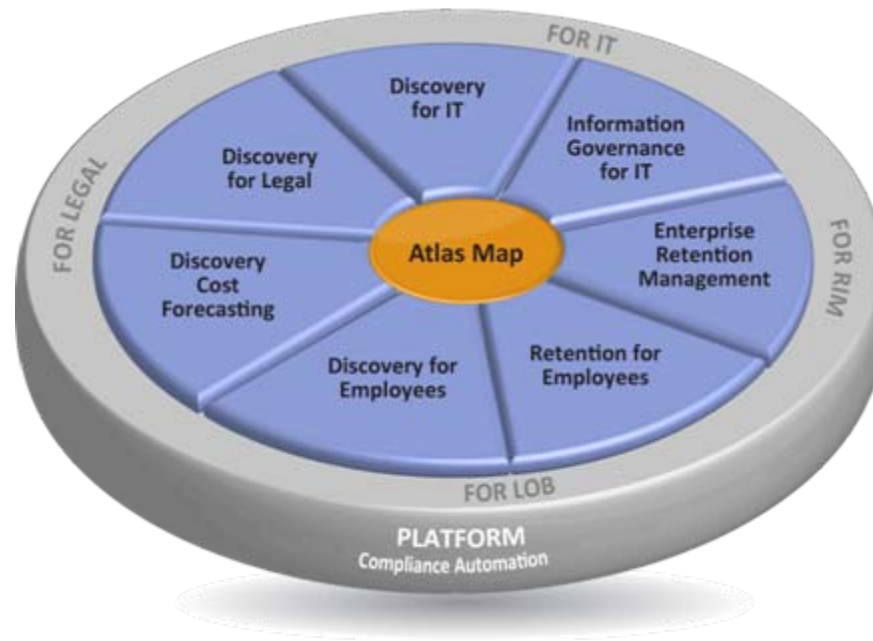 FOR IT
Discovery
for IT
Information
Governance
for IT
Discovery
for Legal
FOR LEGAL
Atlas Map
Enterprise
Retention
Management
FOR RIM
Discovery
Cost
Forecasting
Discovery for
Employees
Retention for
Employees
FOR LOB
PLATFORM
Compliance Automation